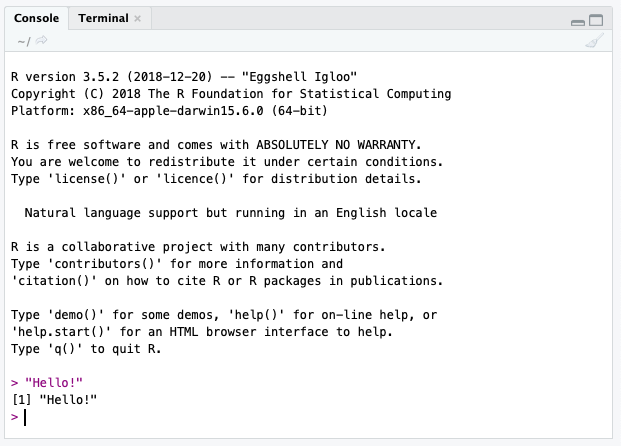 Console Terminal ×
~/
R version 3.5.2 (2018-12-20) -- "Eggshell Igloo"
Copyright (C) 2018 The R Foundation for Statistical Computing
Platform: x86_64-apple-darwin15.6.0 (64-bit)

R is free software and comes with ABSOLUTELY NO WARRANTY.
You are welcome to redistribute it under certain conditions.
Type 'license()' or 'licence()' for distribution details.

  Natural language support but running in an English locale

R is a collaborative project with many contributors.
Type 'contributors()' for more information and
'citation()' on how to cite R or R packages in publications.

Type 'demo()' for some demos, 'help()' for on-line help, or
'help.start()' for an HTML browser interface to help.
Type 'q()' to quit R.

> "Hello!"
[1] "Hello!"
>